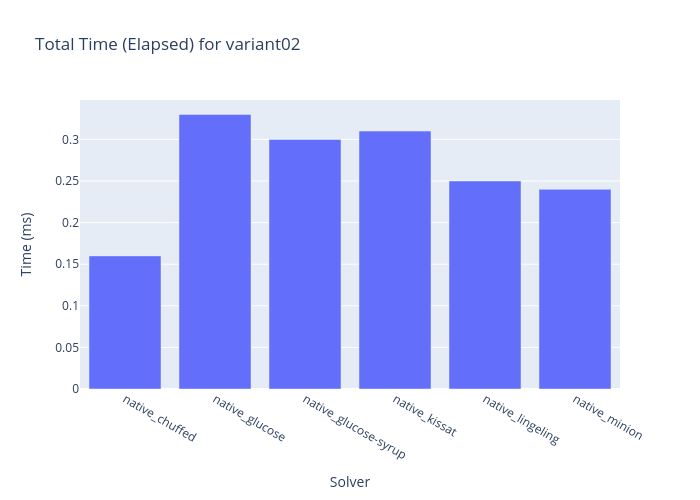 Total Time (Elapsed) for variant02
Time (ms)
0.3
0.25
0.2
0.15
0.1
0.05
0
native_chuffed
native_glucose
native_glucose-syrup
native_kissat
native_lingeling
native_minion
Solver